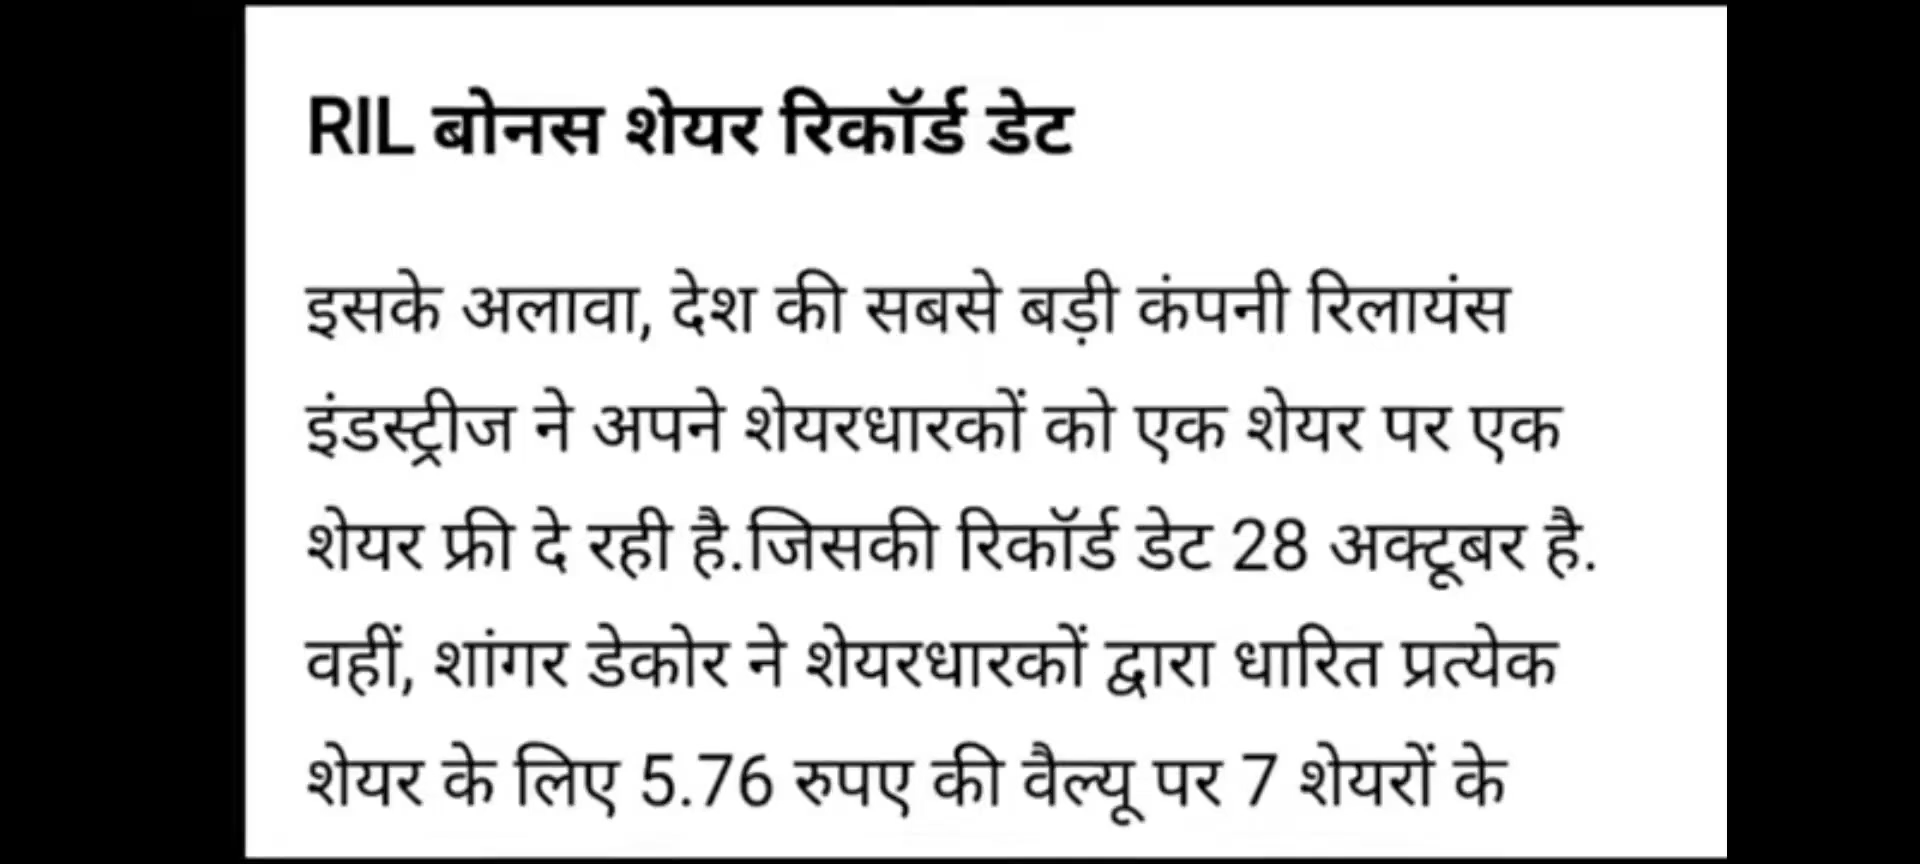 RIL बोनस शेयर रिकॉर्ड डेट
इसके अलावा, देश की सबसे बड़ी कंपनी रिलायंस
इंडस्ट्रीज ने अपने शेयरधारकों को एक शेयर पर एक
शेयर फ्री दे रही है.जिसकी रिकॉर्ड डेट 28 अक्टूबर है.
वहीं, शांगर डेकोर ने शेयरधारकों द्वारा धारित प्रत्येक
शेयर के लिए 5.76 रुपए की वैल्यू पर 7 शेयरों के